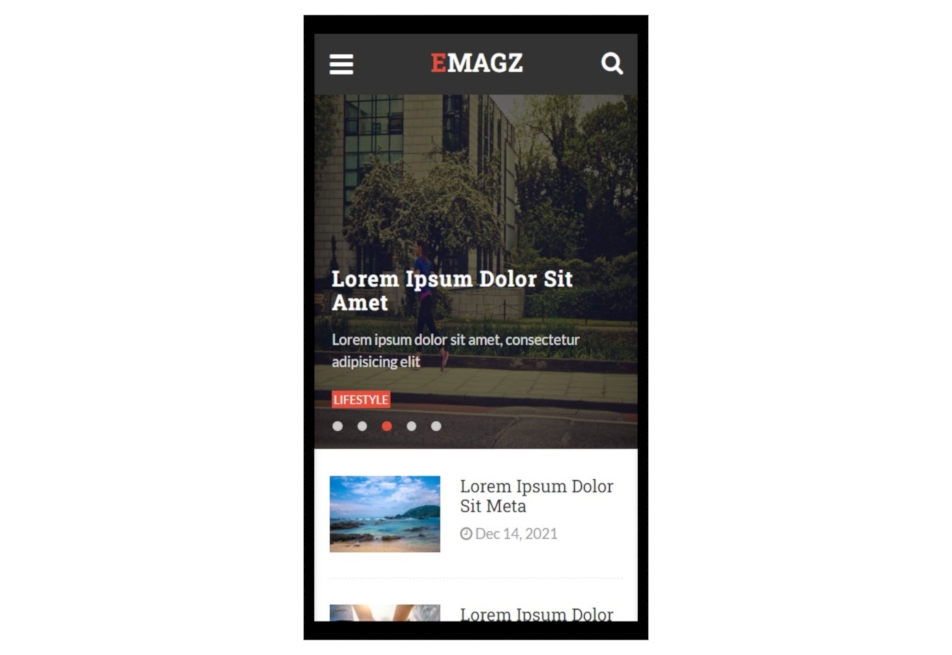 EMAGZ
Lorem Ipsum Dolor Sit
Amet
Lorem ipsum dolor sit amet, consectetur
adipisicing elit
LIFESTYLE
Lorem Ipsum Dolor
Sit Meta
Dec 14, 2021
Lorem Ipsum Dolor